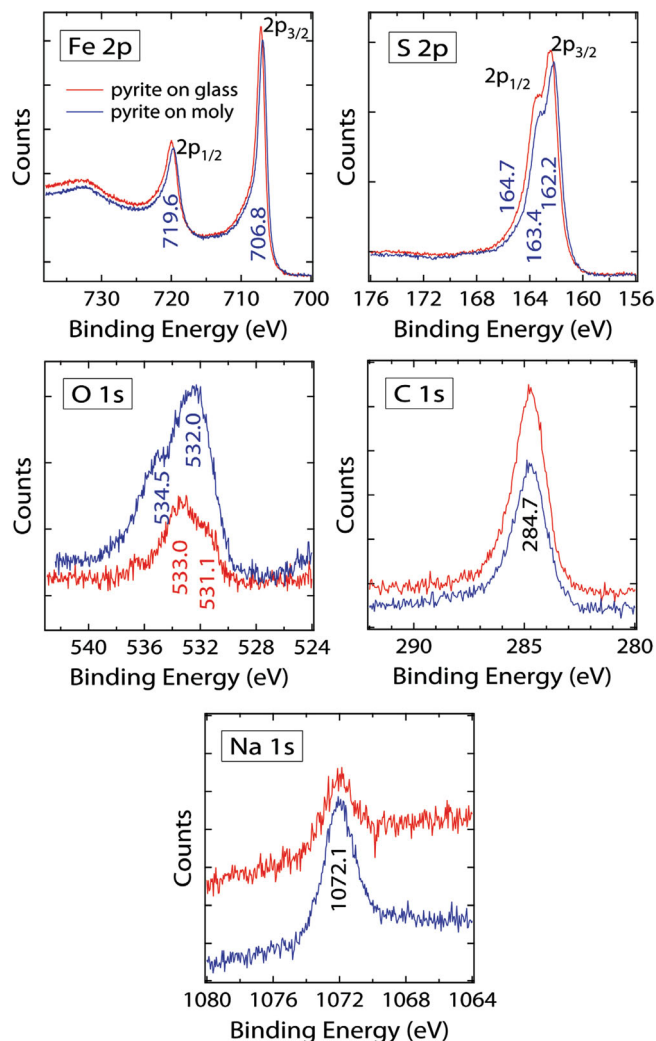 Fe 2p
2p3/2
pyrite on glass
pyrite on moly
2p1/2
719.6
706.8
Counts
730
720
710
700
Binding Energy (eV)
S 2p
2p3/2
2p1/2
164.7
163.4
162.2
Counts
176
172
168
164
160
156
Binding Energy (eV)
O 1s
532.0
534.5
533.0
531.1
Counts
540
536
532
528
524
Binding Energy (eV)
C 1s
284.7
Counts
290
285
280
Binding Energy (eV)
Na 1s
1072.1
Counts
1080
1076
1072
1068
1064
Binding Energy (eV)